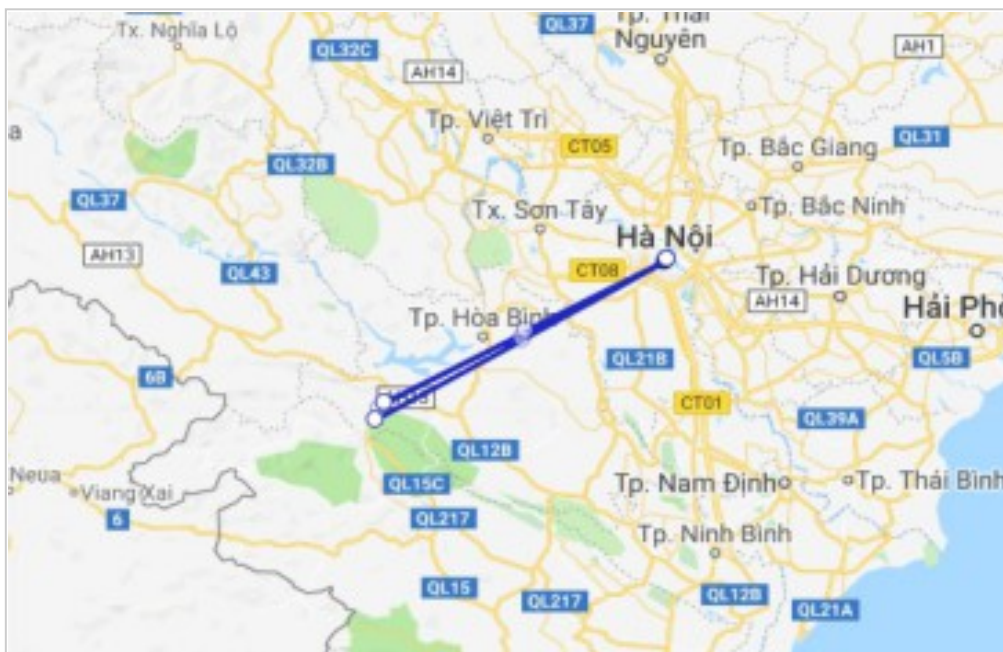 Tp. Thái
Nguyên
QL37
Tx. Nghĩa Lộ
QL32C
AH14
AH1
Tp. Việt Trì
CT05
Tp. Bắc Giang
QL31
QL32B
QL37
Tx. Sơn Tây
Tp. Bắc Ninh
Hà Nội
AH13
QL43
CT08
Tp. Hải Dương
AH14
Hải Phò
Tp. Hòa Bình
QL21B
QL5B
6B
CT01
QL39A
QL12B
Neua
Viang Xai
QL15C
Tp. Nam Định
Tp. Thái Bình
6
QL217
Tp. Ninh Bình
QL15
QL217
QL12B
QL21A